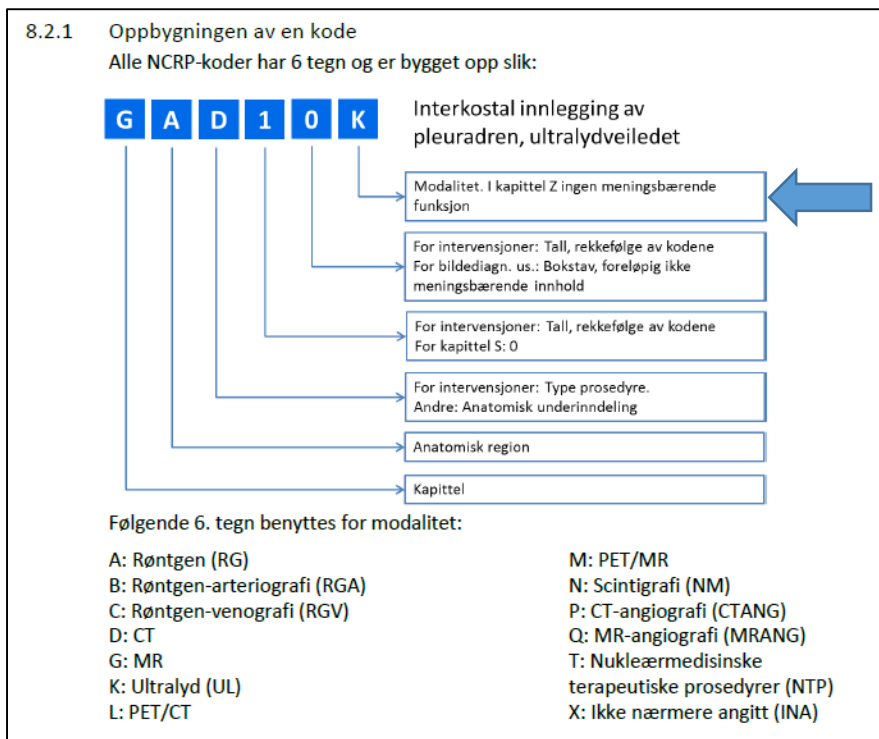 8.2.1 Oppbygningen av en kode
Alle NCRP-koder har 6 tegn og er bygget opp slik:
G A D 1 0 K
Interkostal innlegging av
pleuradren, ultralydveiledet
Modalitet. I kapittel Z ingen meningsbærende
funksjon
For intervensjoner: Tall, rekkefølge av kodene
For bildediagn. us.: Bokstav, foreløpig ikke
meningsbærende innhold
For intervensjoner: Tall, rekkefølge av kodene
For kapittel S: 0
For intervensjoner: Type prosedyre.
Andre: Anatomisk underinndeling
Anatomisk region
Kapittel
Følgende 6. tegn benyttes for modalitet:
A: Røntgen (RG)
B: Røntgen-arteriografi (RGA)
C: Røntgen-venografi (RGV)
D: CT
G: MR
K: Ultralyd (UL)
L: PET/CT
M: PET/MR
N: Scintigrafi (NM)
P: CT-angiografi (CTANG)
Q: MR-angiografi (MRANG)
T: Nukleærmedisinske
terapeutiske prosedyrer (NTP)
X: Ikke nærmere angitt (INA)